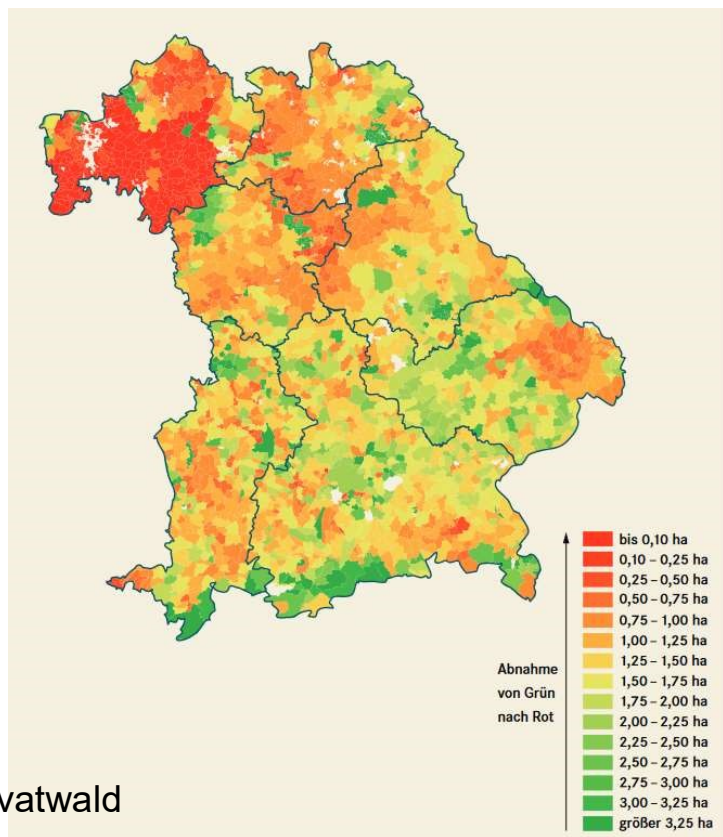 bis 0,10 ha
0,10 – 0,25 ha
0,25 – 0,50 ha
0,50 – 0,75 ha
0,75 – 1,00 ha
1,00 – 1,25 ha
1,25 – 1,50 ha
1,50 – 1,75 ha
1,75 – 2,00 ha
2,00 – 2,25 ha
2,25 – 2,50 ha
2,50 – 2,75 ha
2,75 – 3,00 ha
3,00 – 3,25 ha
größer 3,25 ha
Abnahme
von Grün
nach Rot
vatwald